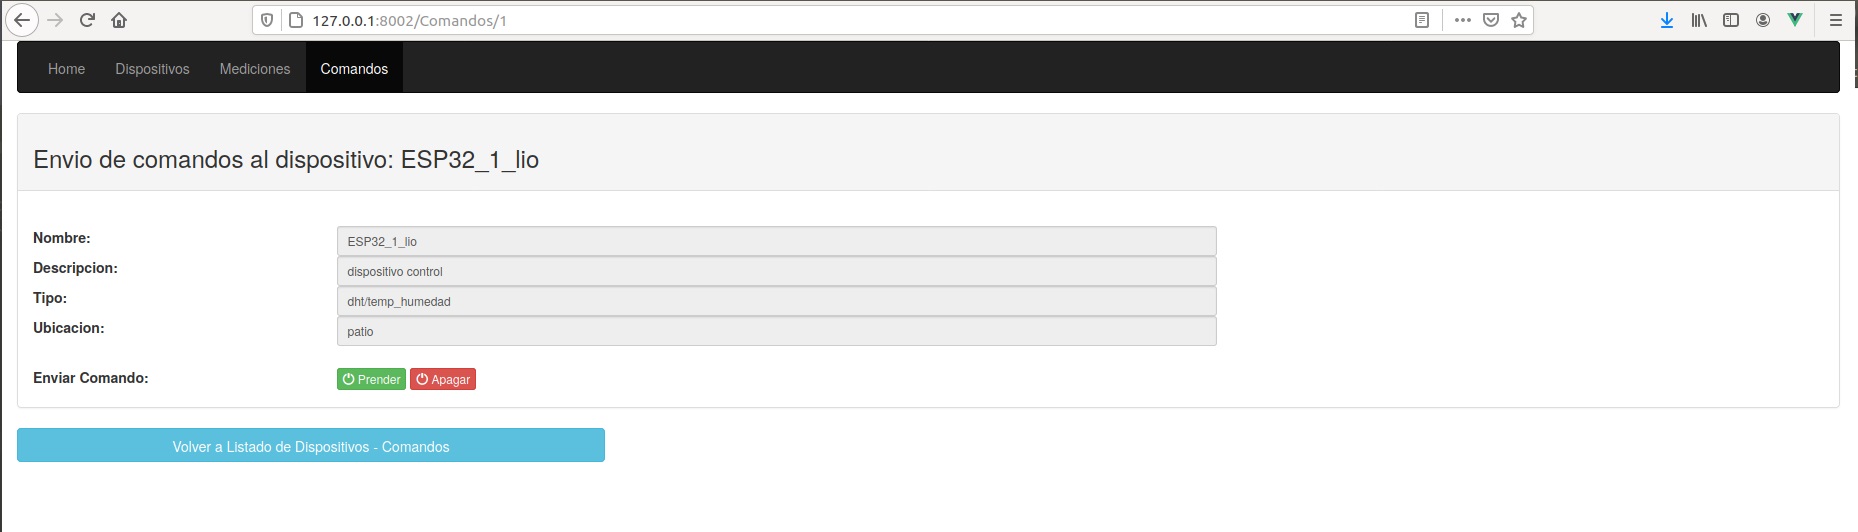 127.0.0.1:8002/Comandos/1
Home Dispositivos Mediciones Comandos
Envio de comandos al dispositivo: ESP32_1_lio
Nombre: ESP32_1_lio
Descripcion: dispositivo control
Tipo: dht/temp_humedad
Ubicacion: patio
Enviar Comando: Prender Apagar
Volver a Listado de Dispositivos - Comandos